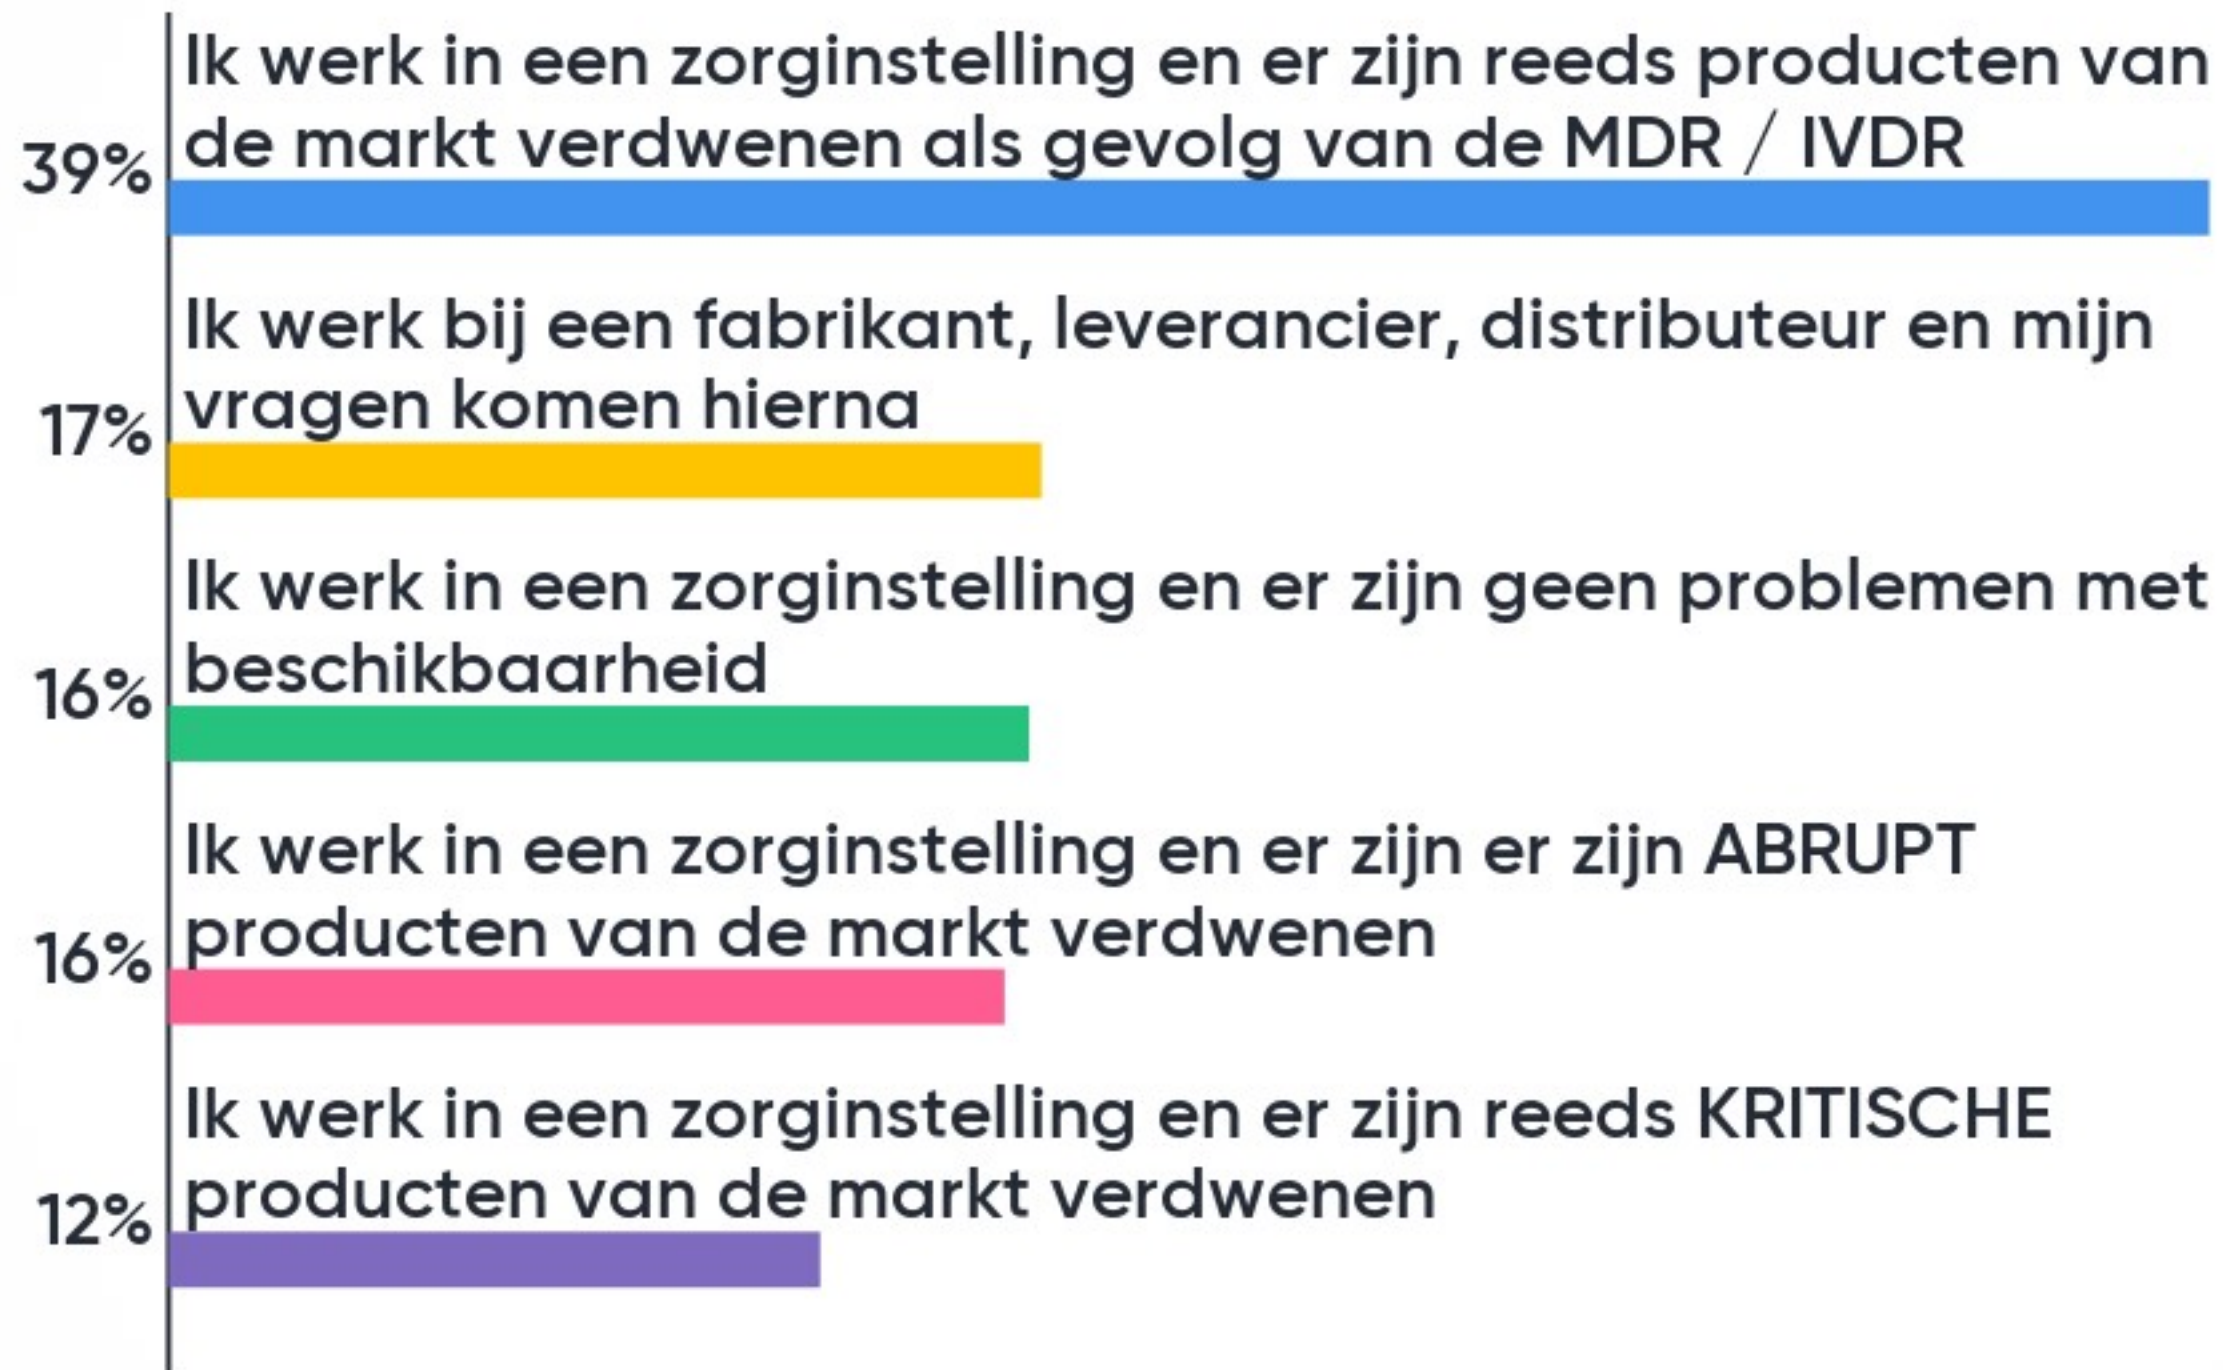 Ik werk in een zorginstelling en er zijn reeds producten van
de markt verdwenen als gevolg van de MDR / IVDR
39%
Ik werk bij een fabrikant, leverancier, distributeur en mijn
vragen komen hierna
17%
Ik werk in een zorginstelling en er zijn geen problemen met
beschikbaarheid
16%
Ik werk in een zorginstelling en er zijn er zijn ABRUPT
producten van de markt verdwenen
16%
Ik werk in een zorginstelling en er zijn reeds KRITISCHE
producten van de markt verdwenen
12%